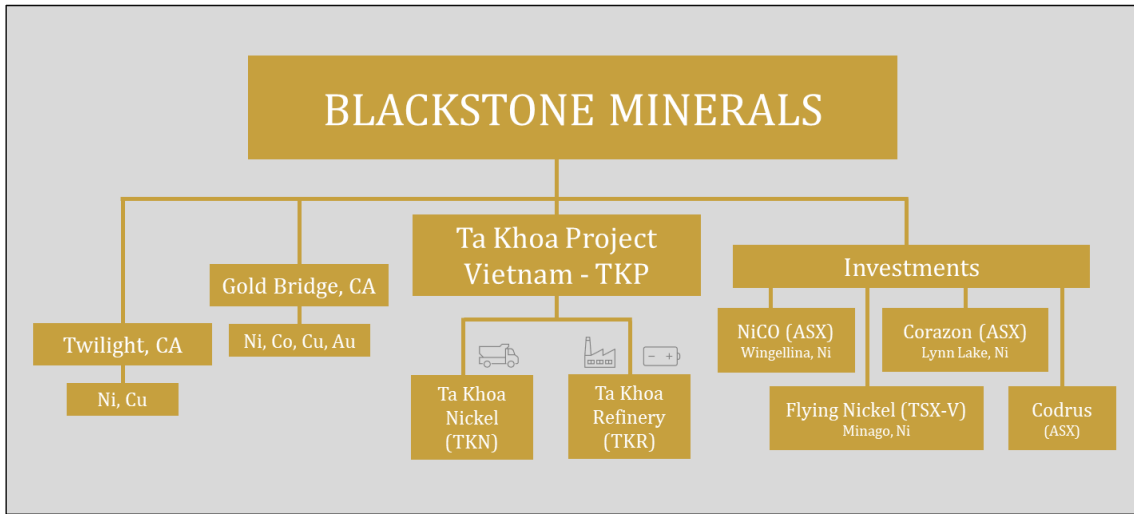 BLACKSTONE MINERALS
Twilight, CA
Ni, Cu
Gold Bridge, CA
Ni, Co, Cu, Au
Ta Khoa Project
Vietnam - TKP
Ta Khoa
Nickel
(TKN)
Ta Khoa
Refinery
(TKR)
Investments
NiCO (ASX)
Wingellina, Ni
Flying Nickel (TSX-V)
Minago, Ni
Corazon (ASX)
Lynn Lake, Ni
Codrus
(ASX)